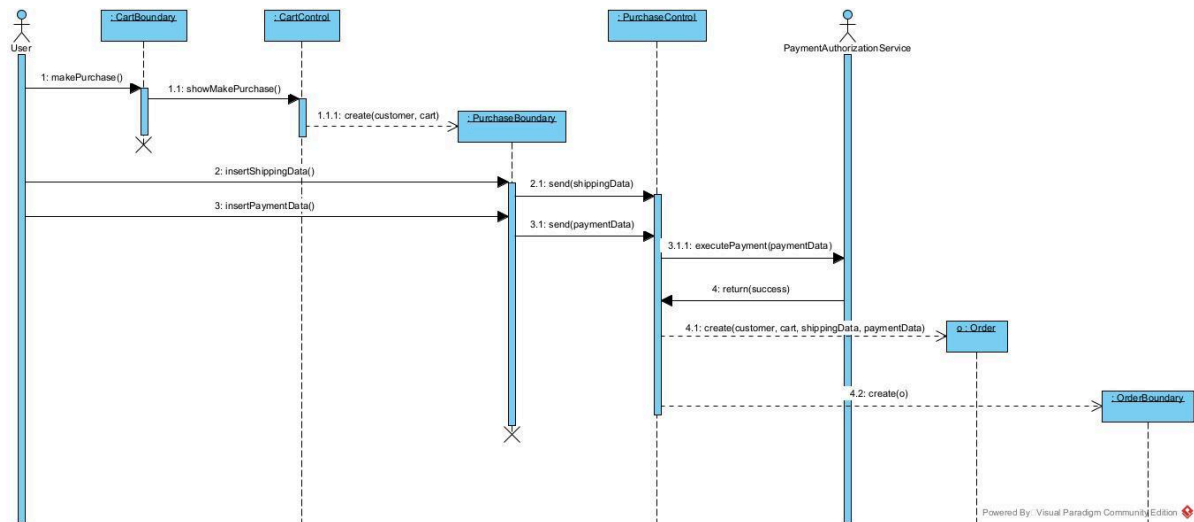 : CartBoundary
: CartControl
: PurchaseControl
User
PaymentAuthorizationService
1: makePurchase()
1.1: showMakePurchase()
1.1.1: create(customer, cart)
: PurchaseBoundary
2: insertShippingData()
2.1: send(shippingData)
3: insertPaymentData()
3.1: send(paymentData)
3.1.1: executePayment(paymentData)
4: return(success)
4.1: create(customer, cart, shippingData, paymentData)
o : Order
4.2: create(o)
: OrderBoundary
Powered By Visual Paradigm Community Edition